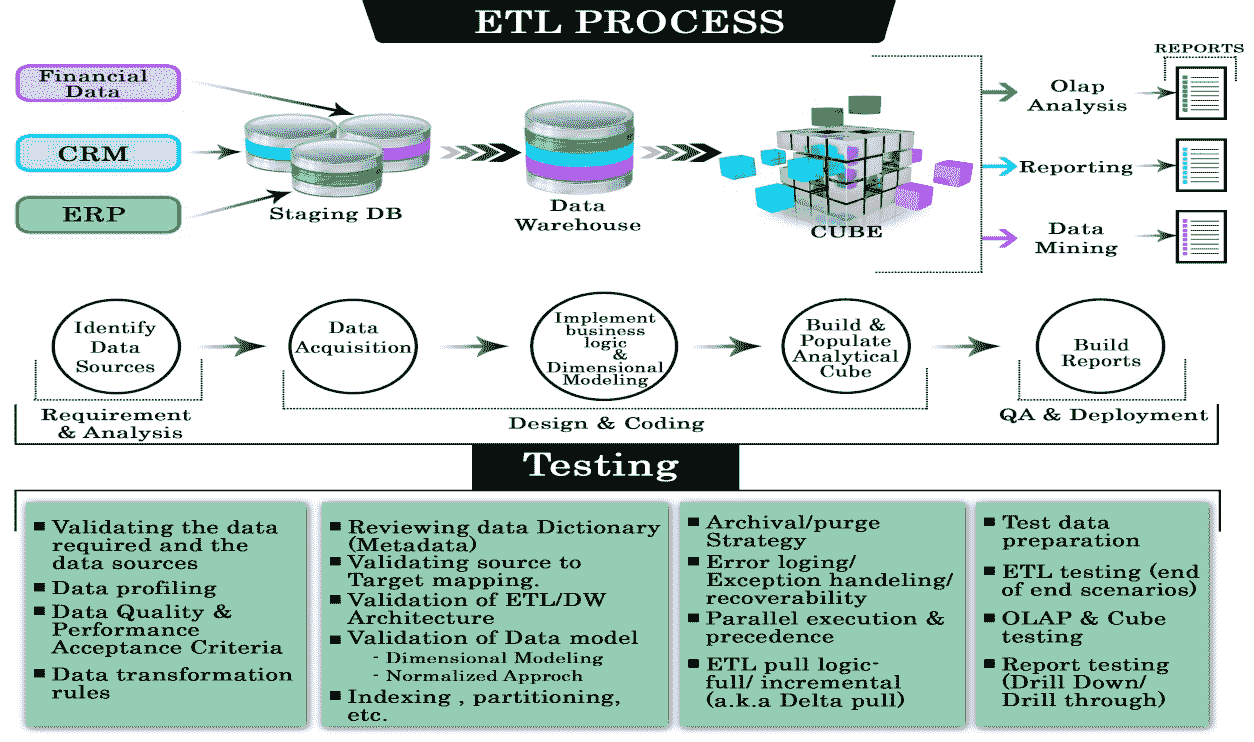 ETL PROCESS
REPORTS
Financial
Data
CRM
ERP
Staging DB
Data
Warehouse
CUBE
Olap
Analysis
Reporting
Data
Mining
Identify
Data
Sources
Data
Acquisition
Implement
business
logic
&
Dimensional
Modeling
Build &
Populate
Analytical
Cube
Build
Reports
Requirement
& Analysis
Design & Coding
QA & Deployment
Testing
Validating the data
required and the
data sources
Data profiling
Data Quality &
Performance
Acceptance Criteria
Data transformation
rules
Reviewing data Dictionary
(Metadata)
Validating source to
Target mapping.
Validation of ETL/DW
Architecture
Validation of Data model
- Dimensional Modeling
- Normalized Approch
Indexing , partitioning,
etc.
Archival/purge
Strategy
Error loging/
Exception handeling/
recoverability
Parallel execution &
precedence
ETL pull logic-
full/ incremental
(a.k.a Delta pull)
Test data
preparation
ETL testing (end
of end scenarios)
OLAP & Cube
testing
Report testing
(Drill Down/
Drill through)